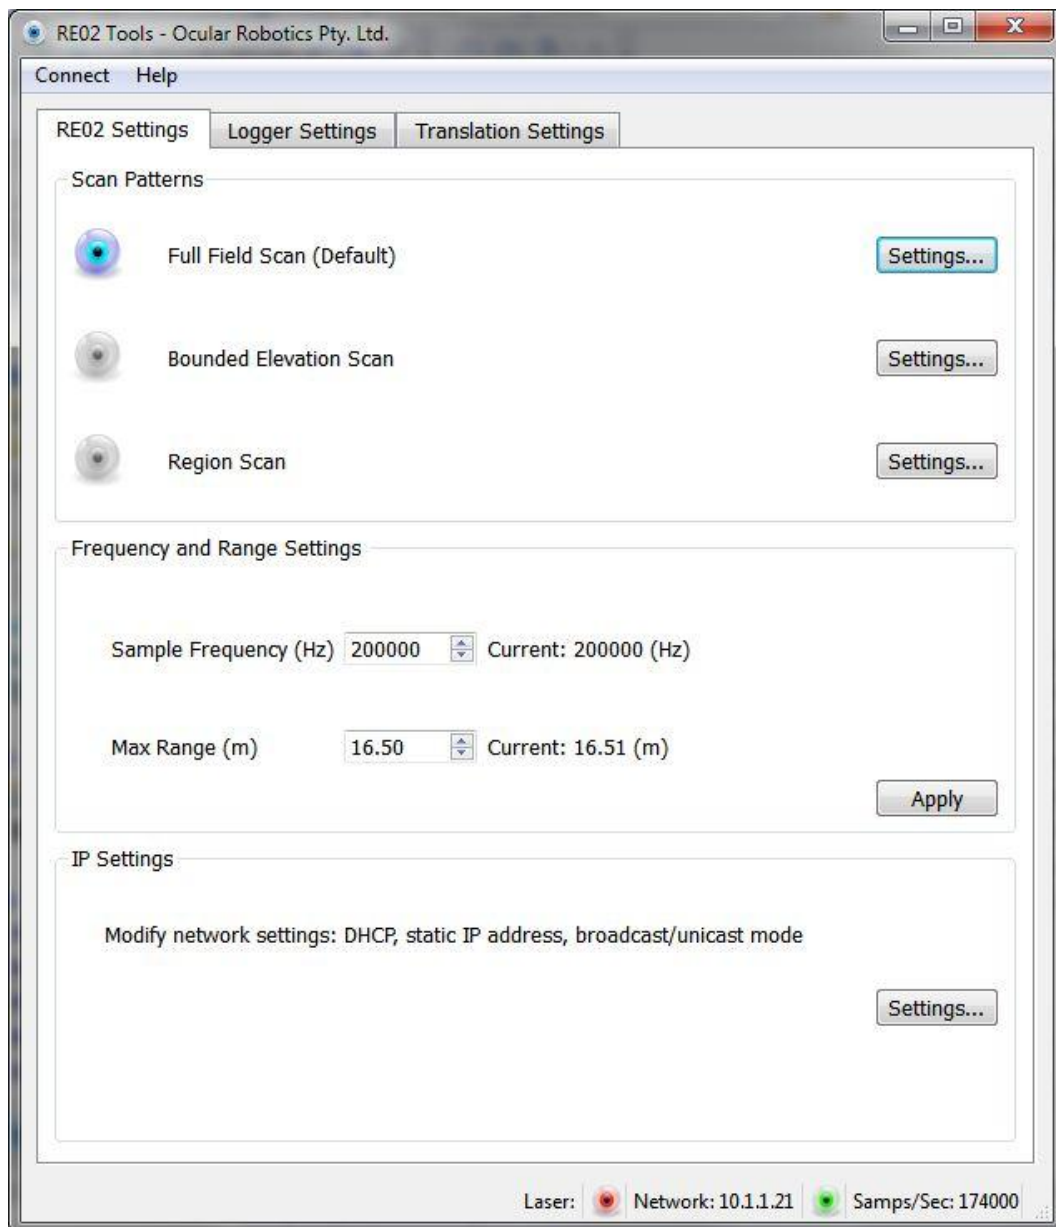 RE02 Tools - Ocular Robotics Pty. Ltd.
Connect Help
RE02 Settings Logger Settings Translation Settings
Scan Patterns
Full Field Scan (Default) Settings...
Bounded Elevation Scan Settings...
Region Scan Settings...
Frequency and Range Settings
Sample Frequency (Hz) 200000 Current: 200000 (Hz)
Max Range (m) 16.50 Current: 16.51 (m)
Apply
IP Settings
Modify network settings: DHCP, static IP address, broadcast/unicast mode
Settings...
Laser: Network: 10.1.1.21 Samps/Sec: 174000